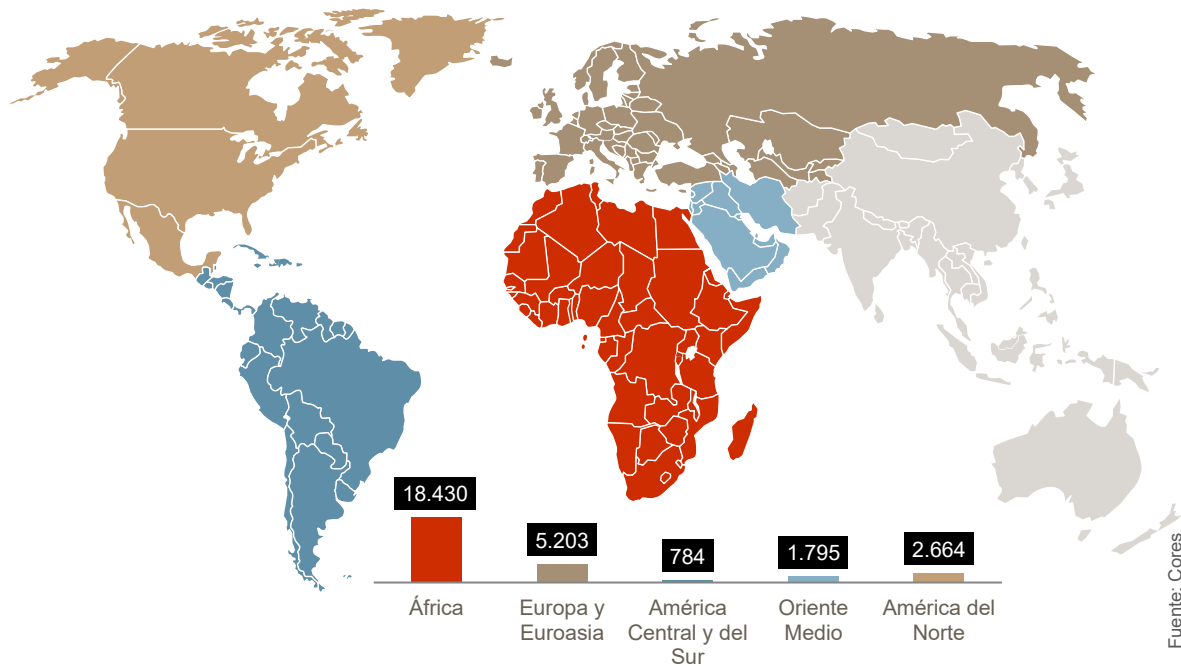 18.430
5.203
784
1.795
2.664
África
Europa y
Euroasia
América
Central y del
Sur
Oriente
Medio
América del
Norte
Fuente: Cores